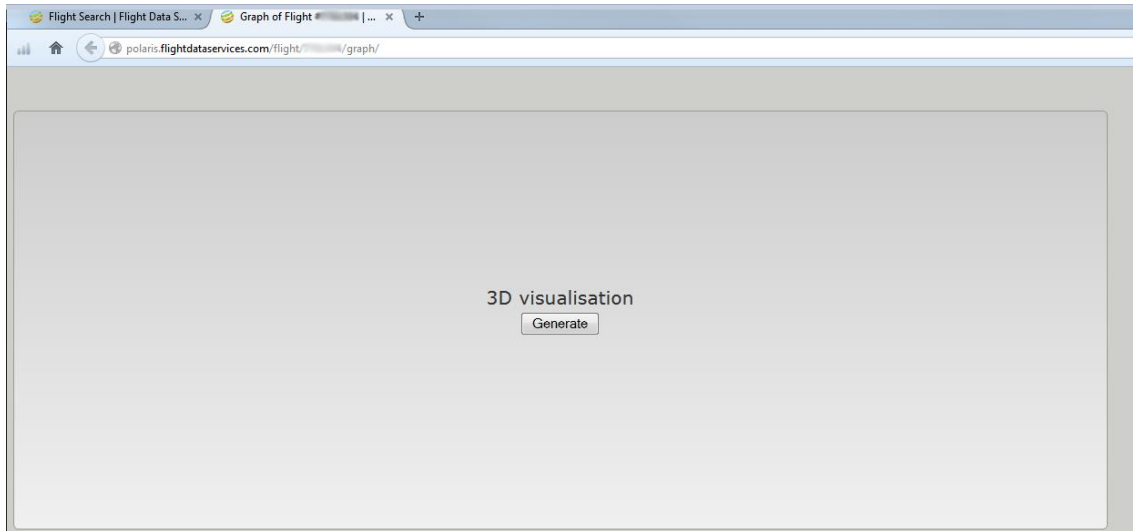 Flight Search | Flight Data S... × Graph of Flight # | ... × +
polaris.flightdataservices.com/flight/ /graph/
3D visualisation
Generate